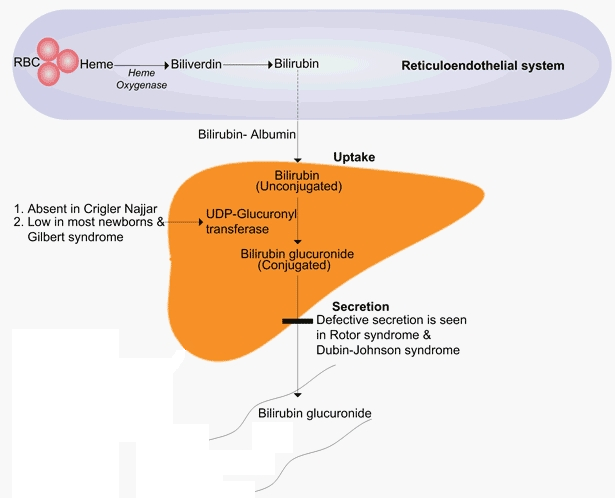 RBC
Heme
Heme
Oxygenase
Biliverdin
Bilirubin
Reticuloendothelial system
Bilirubin- Albumin
Uptake
Bilirubin
(Unconjugated)
1. Absent in Crigler Najjar
2. Low in most newborns &
Gilbert syndrome
UDP-Glucuronyl
transferase
Bilirubin glucuronide
(Conjugated)
Secretion
Defective secretion is seen
in Rotor syndrome &
Dubin-Johnson syndrome
Bilirubin glucuronide